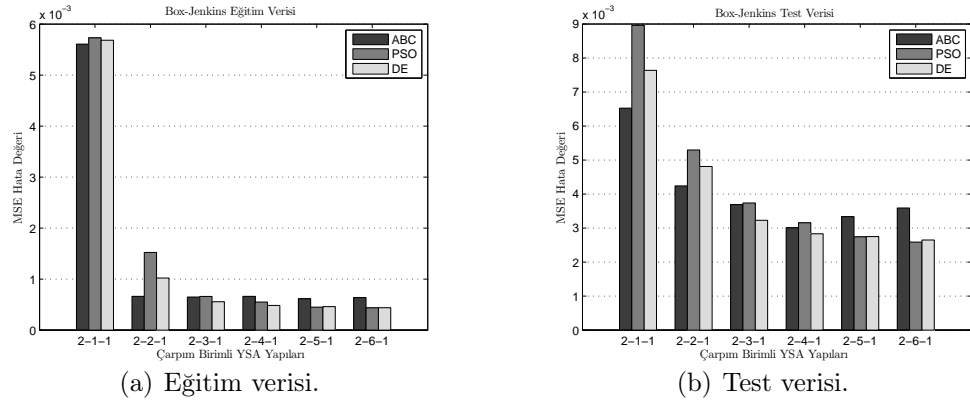 Box-Jenkins Eğitim Verisi
x 10⁻³
6
5
4
3
2
1
0
MSE Hata Değeri
ABC
PSO
DE
2−1−1 2−2−1 2−3−1 2−4−1 2−5−1 2−6−1
Çarpım Birimli YSA Yapıları
(a) Eğitim verisi.
Box-Jenkins Test Verisi
x 10⁻³
9
8
7
6
5
4
3
2
1
0
MSE Hata Değeri
ABC
PSO
DE
2−1−1 2−2−1 2−3−1 2−4−1 2−5−1 2−6−1
Çarpım Birimli YSA Yapıları
(b) Test verisi.